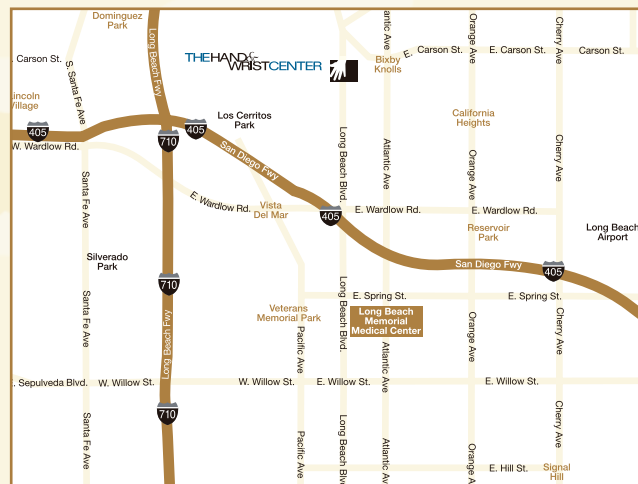 Dominguez
Park
antic Ave
Orange Ave
Cherry Ave
Long Beach Fwy
. Carson St.
THE HAND &
WRIST CENTER
Bixby
Knolls
E. Carson St.
E. Carson St.
Carson St.
S. Santa Fe Ave
incoln
Village
Los Cerritos
Park
California
Heights
405
405
710
W. Wardlow Rd.
San Diego Fwy
Long Beach Blvd.
Atlantic Ave
Orange Ave
Cherry Ave
Santa Fe Ave
E. Wardlow Rd.
Vista
Del Mar
405
E. Wardlow Rd.
E. Wardlow Rd.
Reservoir
Park
Long Beach
Airport
Silverado
Park
San Diego Fwy
405
710
Long Beach Blvd.
E. Spring St.
E. Spring St.
Santa Fe Ave
Veterans
Memorial Park
Long Beach
Memorial
Medical Center
Long Beach Fwy
Pacific Ave
Atlantic Ave
Orange Ave
Cherry Ave
. Sepulveda Blvd.
W. Willow St.
W. Willow St.
E. Willow St.
E. Willow St.
710
Santa Fe Ave
Pacific Ave
Long Beach Blv
Atlantic Av
Orange A
Cherry Ave
E. Hill St.
Signal
Hill